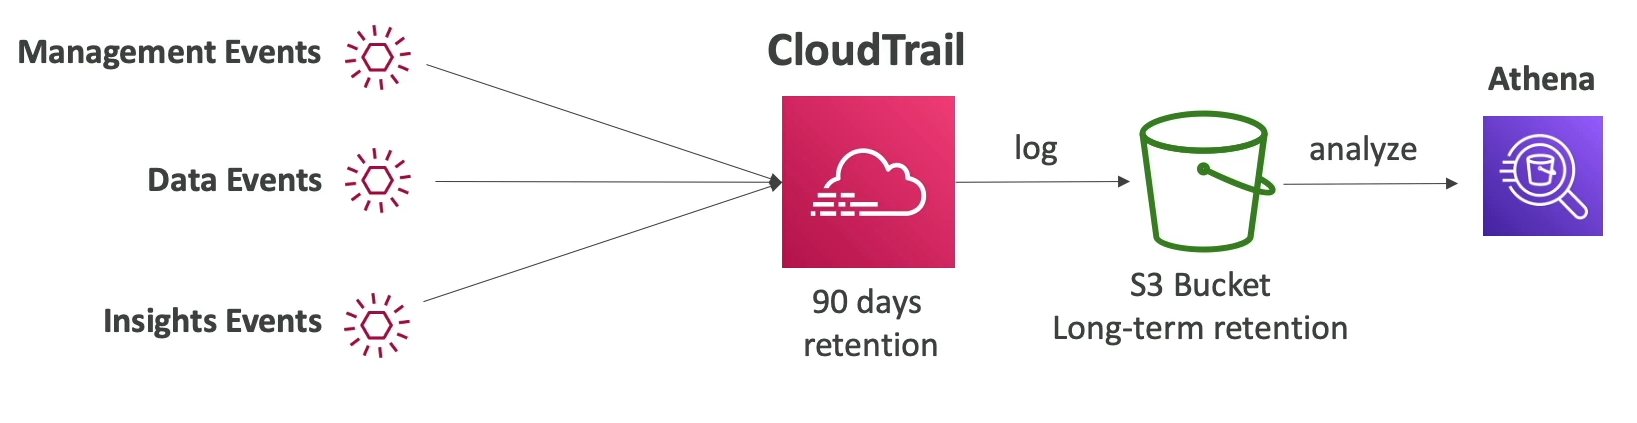 Management Events
Data Events
Insights Events
CloudTrail
90 days
retention
log
S3 Bucket
Long-term retention
analyze
Athena